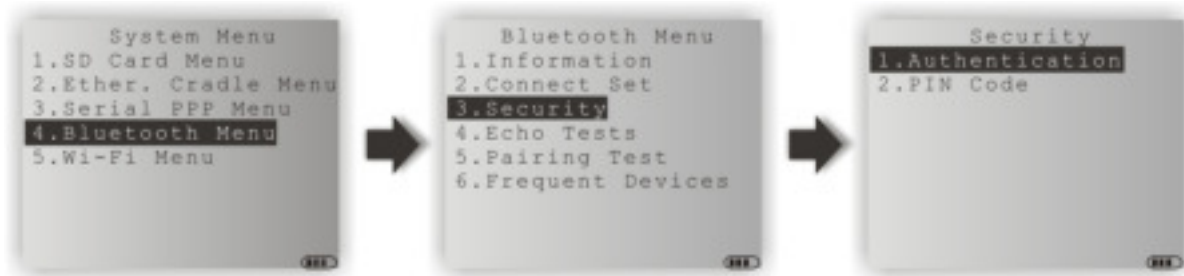 System Menu
1.SD Card Menu
2.Ether. Cradle Menu
3.Serial PPP Menu
4.Bluetooth Menu
5.Wi-Fi Menu
Bluetooth Menu
1.Information
2.Connect Set
3.Security
4.Echo Tests
5.Pairing Test
6.Frequent Devices
Security
1.Authentication
2.PIN Code